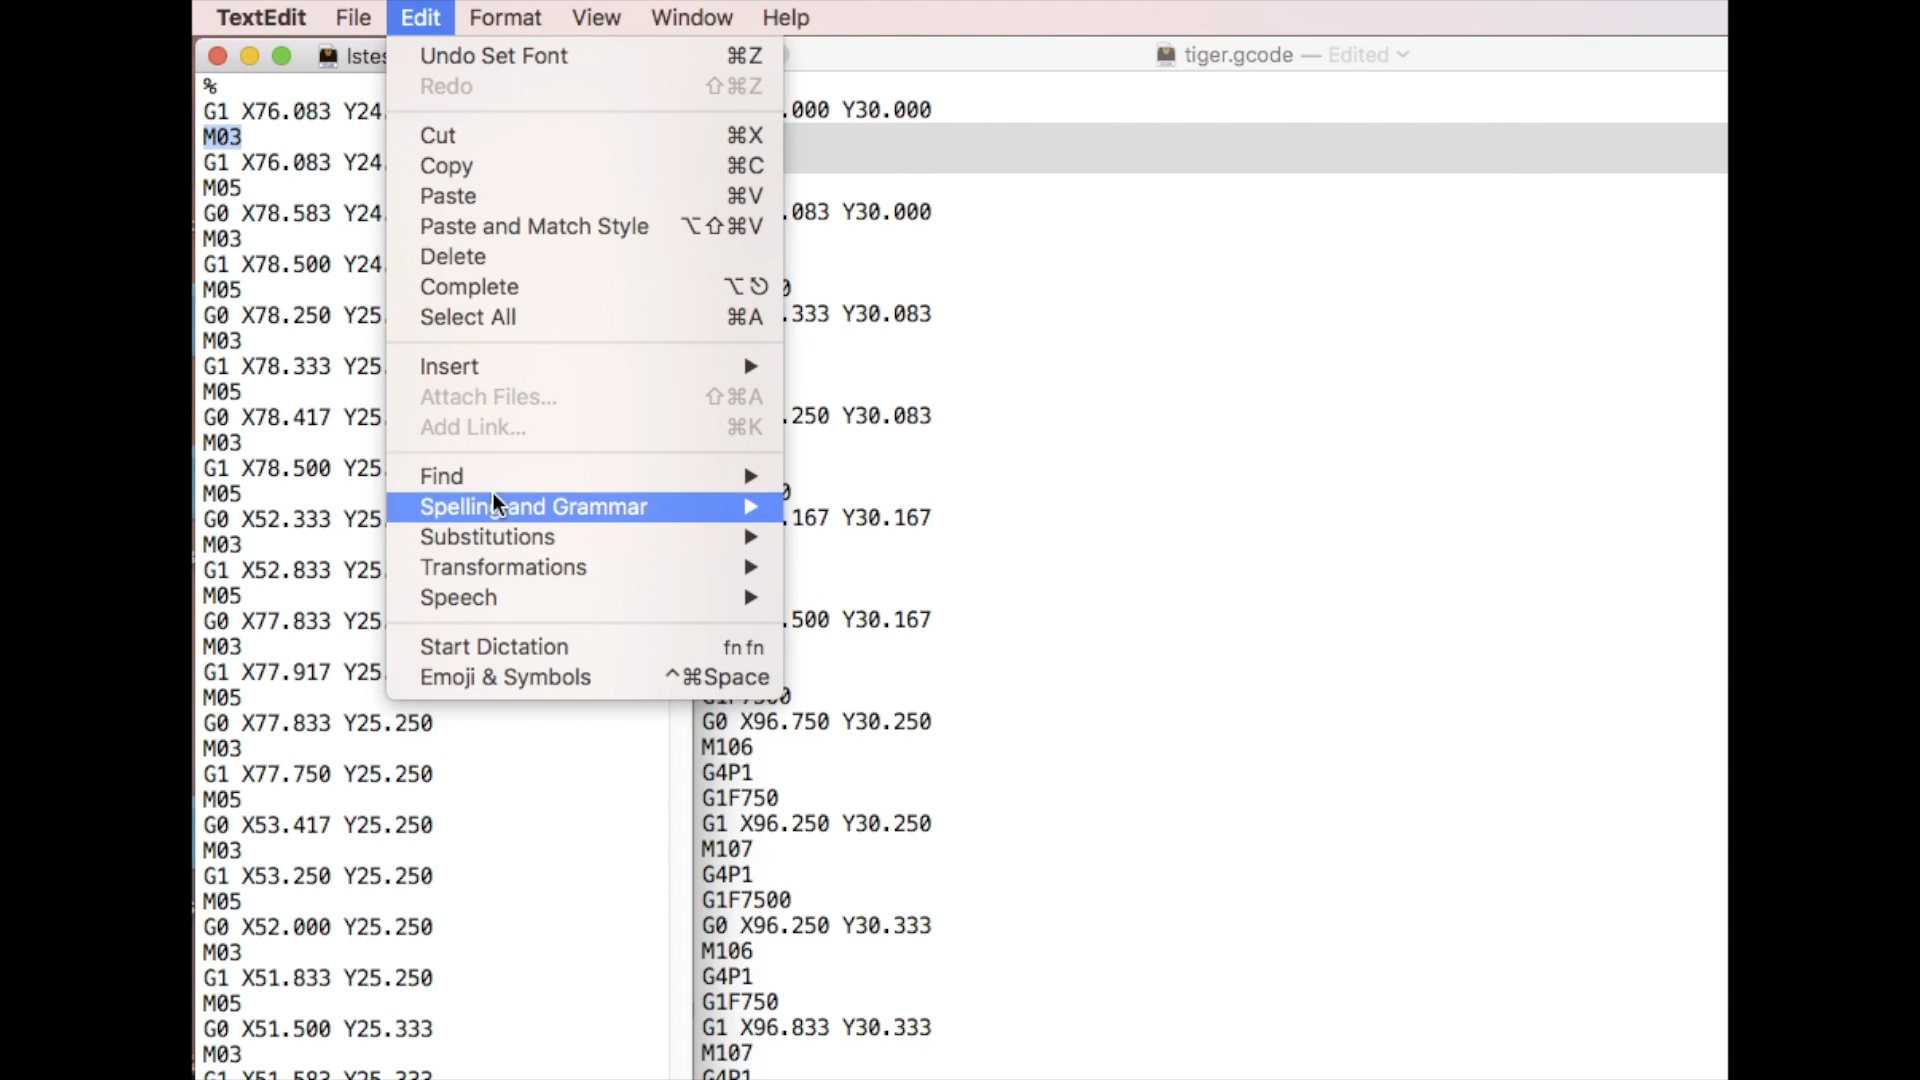 TextEdit File Edit Format View Window Help
lstes
tiger.gcode — Edited
%
G1 X76.083 Y24.
M03
G1 X76.083 Y24.
M05
G0 X78.583 Y24.
M03
G1 X78.500 Y24.
M05
G0 X78.250 Y25.
M03
G1 X78.333 Y25.
M05
G0 X78.417 Y25.
M03
G1 X78.500 Y25.
M05
G0 X52.333 Y25.
M03
G1 X52.833 Y25.
M05
G0 X77.833 Y25.
M03
G1 X77.917 Y25.
M05
G0 X77.833 Y25.250
M03
G1 X77.750 Y25.250
M05
G0 X53.417 Y25.250
M03
G1 X53.250 Y25.250
M05
G0 X52.000 Y25.250
M03
G1 X51.833 Y25.250
M05
G0 X51.500 Y25.333
M03
G1 X51.583 Y25.333
Undo Set Font ⌘Z
Redo ⇧⌘Z
Cut ⌘X
Copy ⌘C
Paste ⌘V
Paste and Match Style ⌥⇧⌘V
Delete
Complete ⌥⎋
Select All ⌘A
Insert
Attach Files... ⇧⌘A
Add Link... ⌘K
Find
Spelling and Grammar
Substitutions
Transformations
Speech
Start Dictation fn fn
Emoji & Symbols ^⌘Space
.000 Y30.000
.083 Y30.000
0
.333 Y30.083
.250 Y30.083
0
.167 Y30.167
.500 Y30.167
G1F7500
G0 X96.750 Y30.250
M106
G4P1
G1F750
G1 X96.250 Y30.250
M107
G4P1
G1F7500
G0 X96.250 Y30.333
M106
G4P1
G1F750
G1 X96.833 Y30.333
M107
G4P1